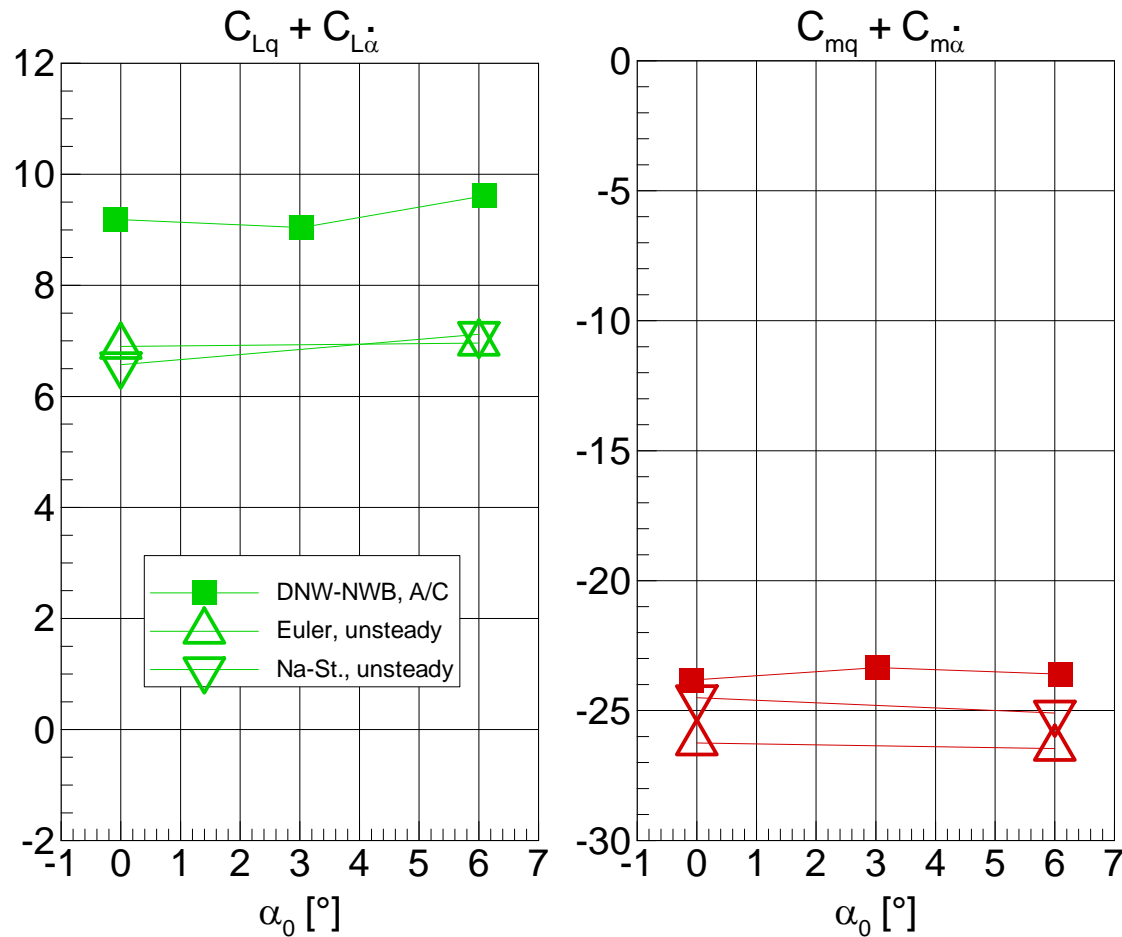 C_Lq + C_Lα̇
12
10
8
6
4
2
0
-2
-1 0 1 2 3 4 5 6 7
α_0 [°]
DNW-NWB, A/C
Euler, unsteady
Na-St., unsteady
C_mq + C_mα̇
0
-5
-10
-15
-20
-25
-30
-1 0 1 2 3 4 5 6 7
α_0 [°]